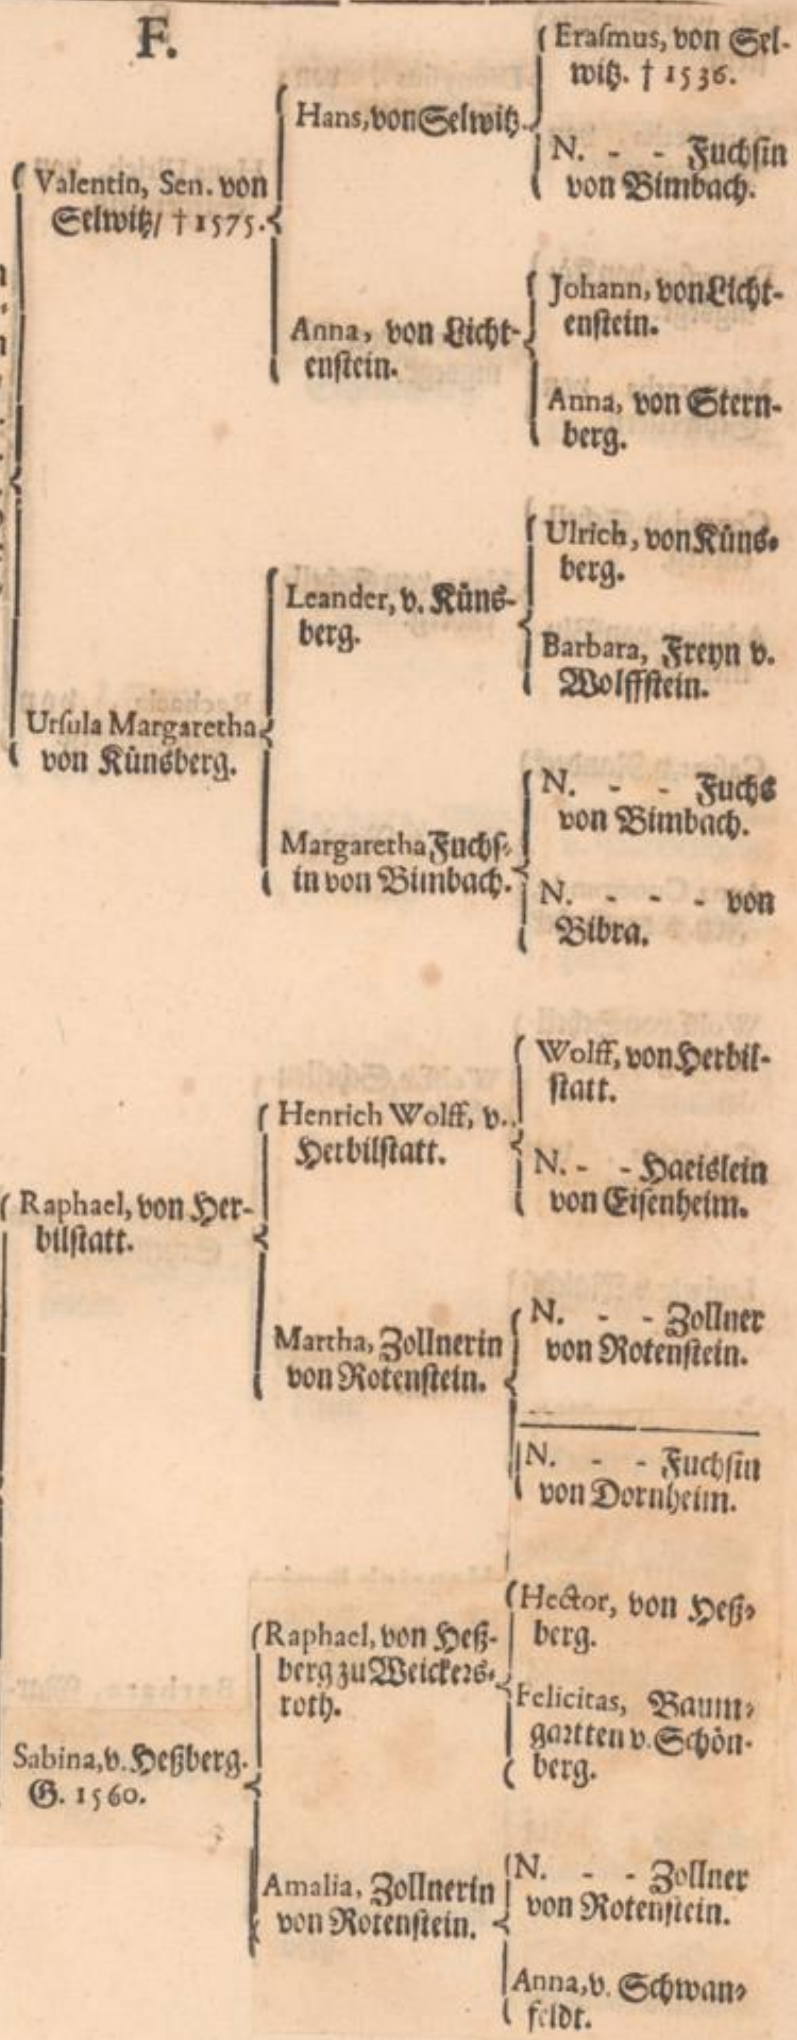 F.
Valentin, Sen. von
Selwitz/ † 1575.
Ursula Margaretha
von Künsberg.
Raphael, von Her-
bilstatt.
Sabina, v. Heßberg.
G. 1560.
Hans, von Selwitz
Anna, von Licht-
enstein.
Leander, v. Küns-
berg.
Margaretha Fuchs-
in von Bimbach.
Henrich Wolff, v.
Herbilstatt.
Martha, Zollnerin
von Rotenstein.
Raphael, von Heß-
berg zu Weickers-
roth.
Amalia, Zollnerin
von Rotenstein.
Erasmus, von Sel-
witz. † 1536.
N. - - Fuchsin
von Bimbach.
Johann, von Licht-
enstein.
Anna, von Stern-
berg.
Ulrich, von Küns-
berg.
Barbara, Freyn v.
Wolffstein.
N. - - Fuchs
von Bimbach.
N. - - - von
Bibra.
Wolff, von Herbil-
statt.
N. - - Haeislein
von Eisenheim.
N. - - Zollner
von Rotenstein.
N. - - Fuchsin
von Dornheim.
Hector, von Heß-
berg.
Felicitas, Baum-
gartten v. Schön-
berg.
N. - - Zollner
von Rotenstein.
Anna, v. Schwan-
feldt.